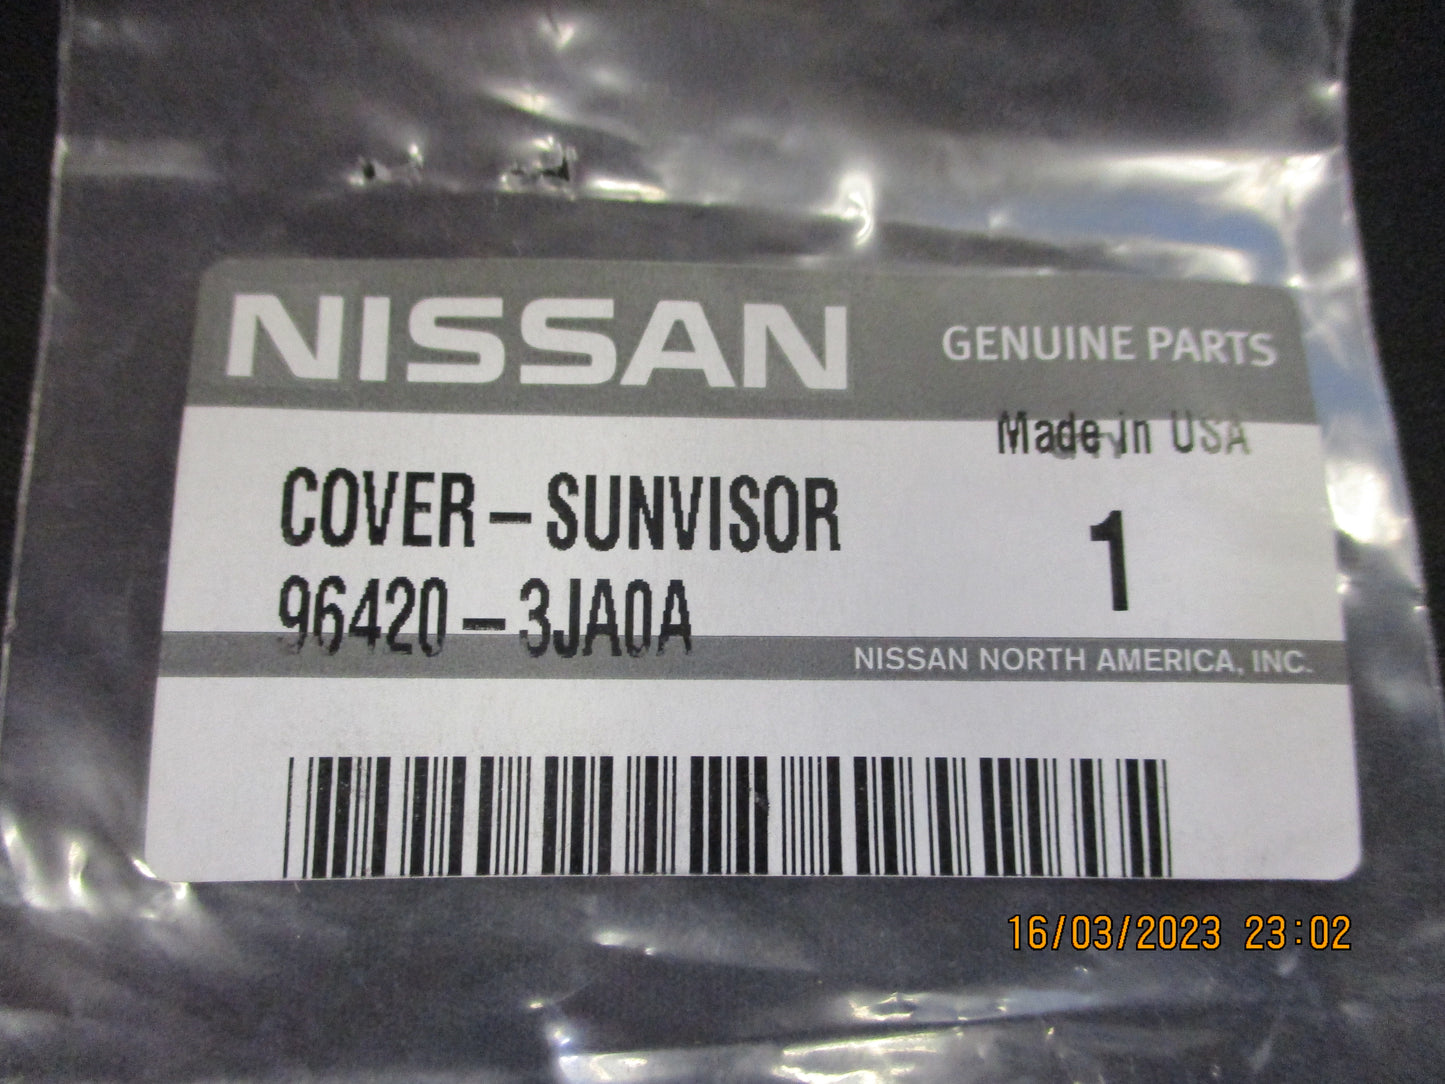 NISSAN GENUINE PARTS
Made in USA
QTY
COVER-SUNVISOR
1
96420-3JA0A
NISSAN NORTH AMERICA, INC.
16/03/2023 23:02